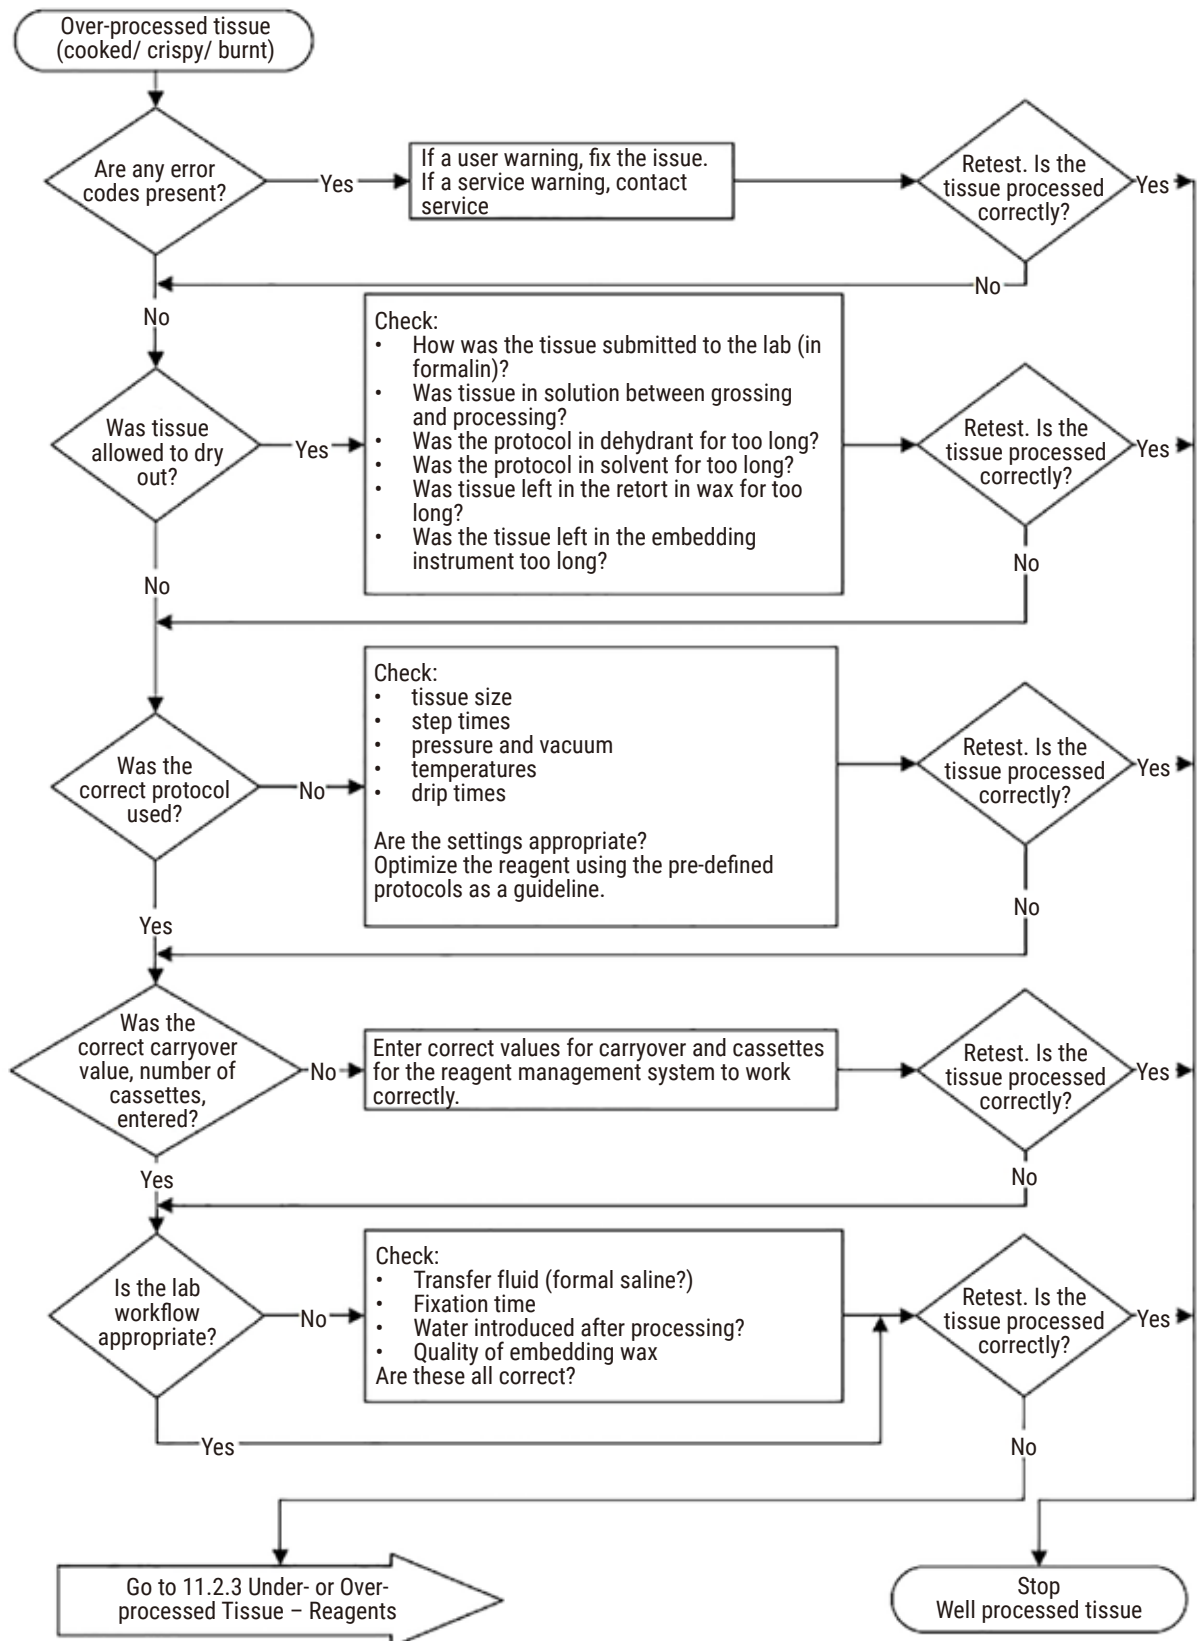 Over-processed tissue
(cooked/ crispy/ burnt)
Are any error
codes present?
Yes
If a user warning, fix the issue.
If a service warning, contact
service
Retest. Is the
tissue processed
correctly?
Yes
No
No
Was tissue
allowed to dry
out?
Yes
Check:
• How was the tissue submitted to the lab (in
formalin)?
• Was tissue in solution between grossing
and processing?
• Was the protocol in dehydrant for too long?
• Was the protocol in solvent for too long?
• Was tissue left in the retort in wax for too
long?
• Was the tissue left in the embedding
instrument too long?
Retest. Is the
tissue processed
correctly?
Yes
No
No
Was the
correct protocol
used?
No
Check:
• tissue size
• step times
• pressure and vacuum
• temperatures
• drip times
Are the settings appropriate?
Optimize the reagent using the pre-defined
protocols as a guideline.
Retest. Is the
tissue processed
correctly?
Yes
No
Yes
Was the
correct carryover
value, number of
cassettes,
entered?
No
Enter correct values for carryover and cassettes
for the reagent management system to work
correctly.
Retest. Is the
tissue processed
correctly?
Yes
No
Yes
Is the lab
workflow
appropriate?
No
Check:
• Transfer fluid (formal saline?)
• Fixation time
• Water introduced after processing?
• Quality of embedding wax
Are these all correct?
Retest. Is the
tissue processed
correctly?
Yes
Yes
No
Go to 11.2.3 Under- or Over-
processed Tissue – Reagents
Stop
Well processed tissue